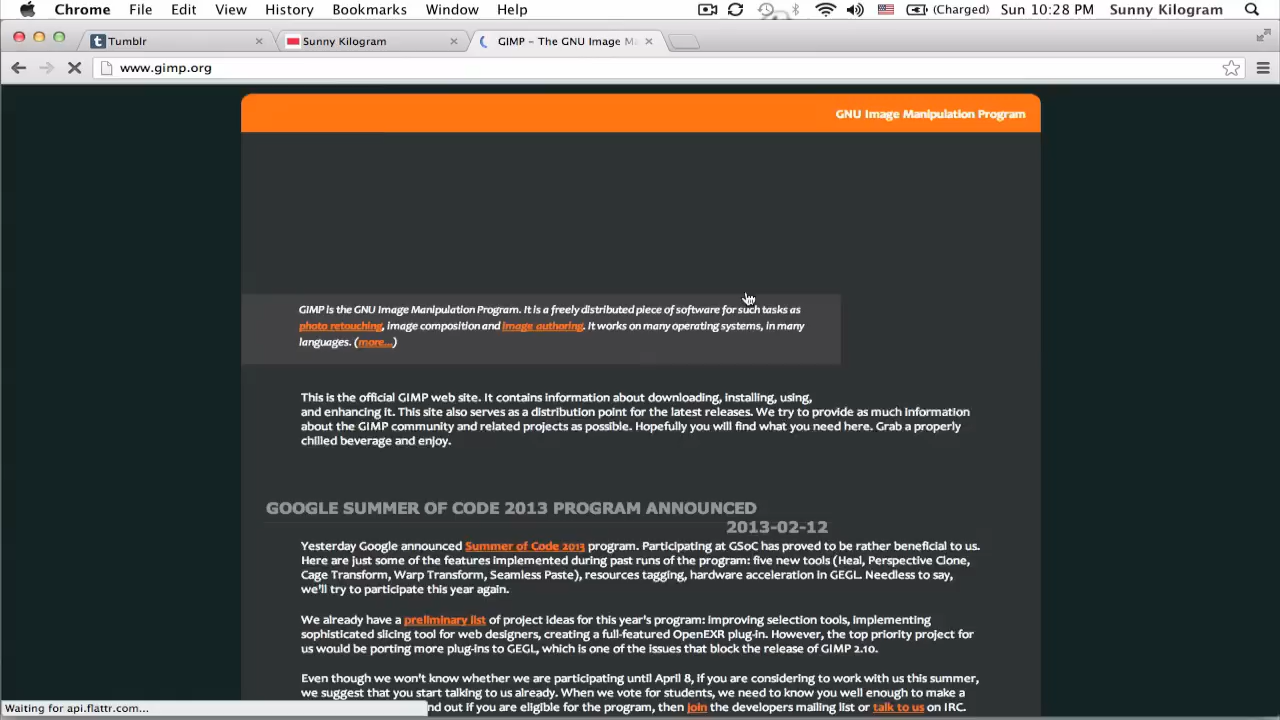 Chrome File Edit View History Bookmarks Window Help (Charged) Sun 10:28 PM Sunny Kilogram
Tumblr Sunny Kilogram GIMP - The GNU Image Ma
www.gimp.org
GNU Image Manipulation Program
GIMP is the GNU Image Manipulation Program. It is a freely distributed piece of software for such tasks as
photo retouching, image composition and image authoring. It works on many operating systems, in many
languages. (more...)
This is the official GIMP web site. It contains information about downloading, installing, using,
and enhancing it. This site also serves as a distribution point for the latest releases. We try to provide as much information
about the GIMP community and related projects as possible. Hopefully you will find what you need here. Grab a properly
chilled beverage and enjoy.
GOOGLE SUMMER OF CODE 2013 PROGRAM ANNOUNCED
2013-02-12
Yesterday Google announced Summer of Code 2013 program. Participating at GSoC has proved to be rather beneficial to us.
Here are just some of the features implemented during past runs of the program: five new tools (Heal, Perspective Clone,
Cage Transform, Warp Transform, Seamless Paste), resources tagging, hardware acceleration in GEGL. Needless to say,
we'll try to participate this year again.
We already have a preliminary list of project ideas for this year's program: improving selection tools, implementing
sophisticated slicing tool for web designers, creating a full-featured OpenEXR plug-in. However, the top priority project for
us would be porting more plug-ins to GEGL, which is one of the issues that block the release of GIMP 2.10.
Even though we won't know whether we are participating until April 8, if you are considering to work with us this summer,
we suggest that you start talking to us already. When we vote for students, we need to know you well enough to make a
nd out if you are eligible for the program, then join the developers mailing list or talk to us on IRC.
Waiting for api.flattr.com...